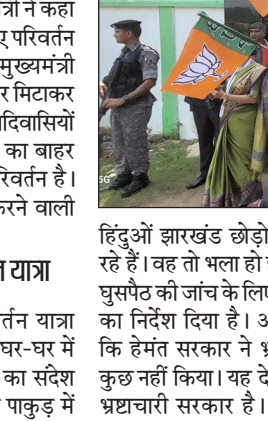 त्री ने कहा
ए परिवर्तन
मुख्यमंत्री
र मिटाकर
दिवासियों
का बाहर
रिवर्तन है।
करने वाली
यात्रा
र्तन यात्रा
घर-घर में
का संदेश
पाकुड़ में
5G
हिंदुओं झारखंड छोड़ो
रहे हैं। वह तो भला हो
घुसपैठ की जांच के लिए
का निर्देश दिया है।
कि हेमंत सरकार ने
कुछ नहीं किया। यह
भ्रष्टाचारी सरकार है।